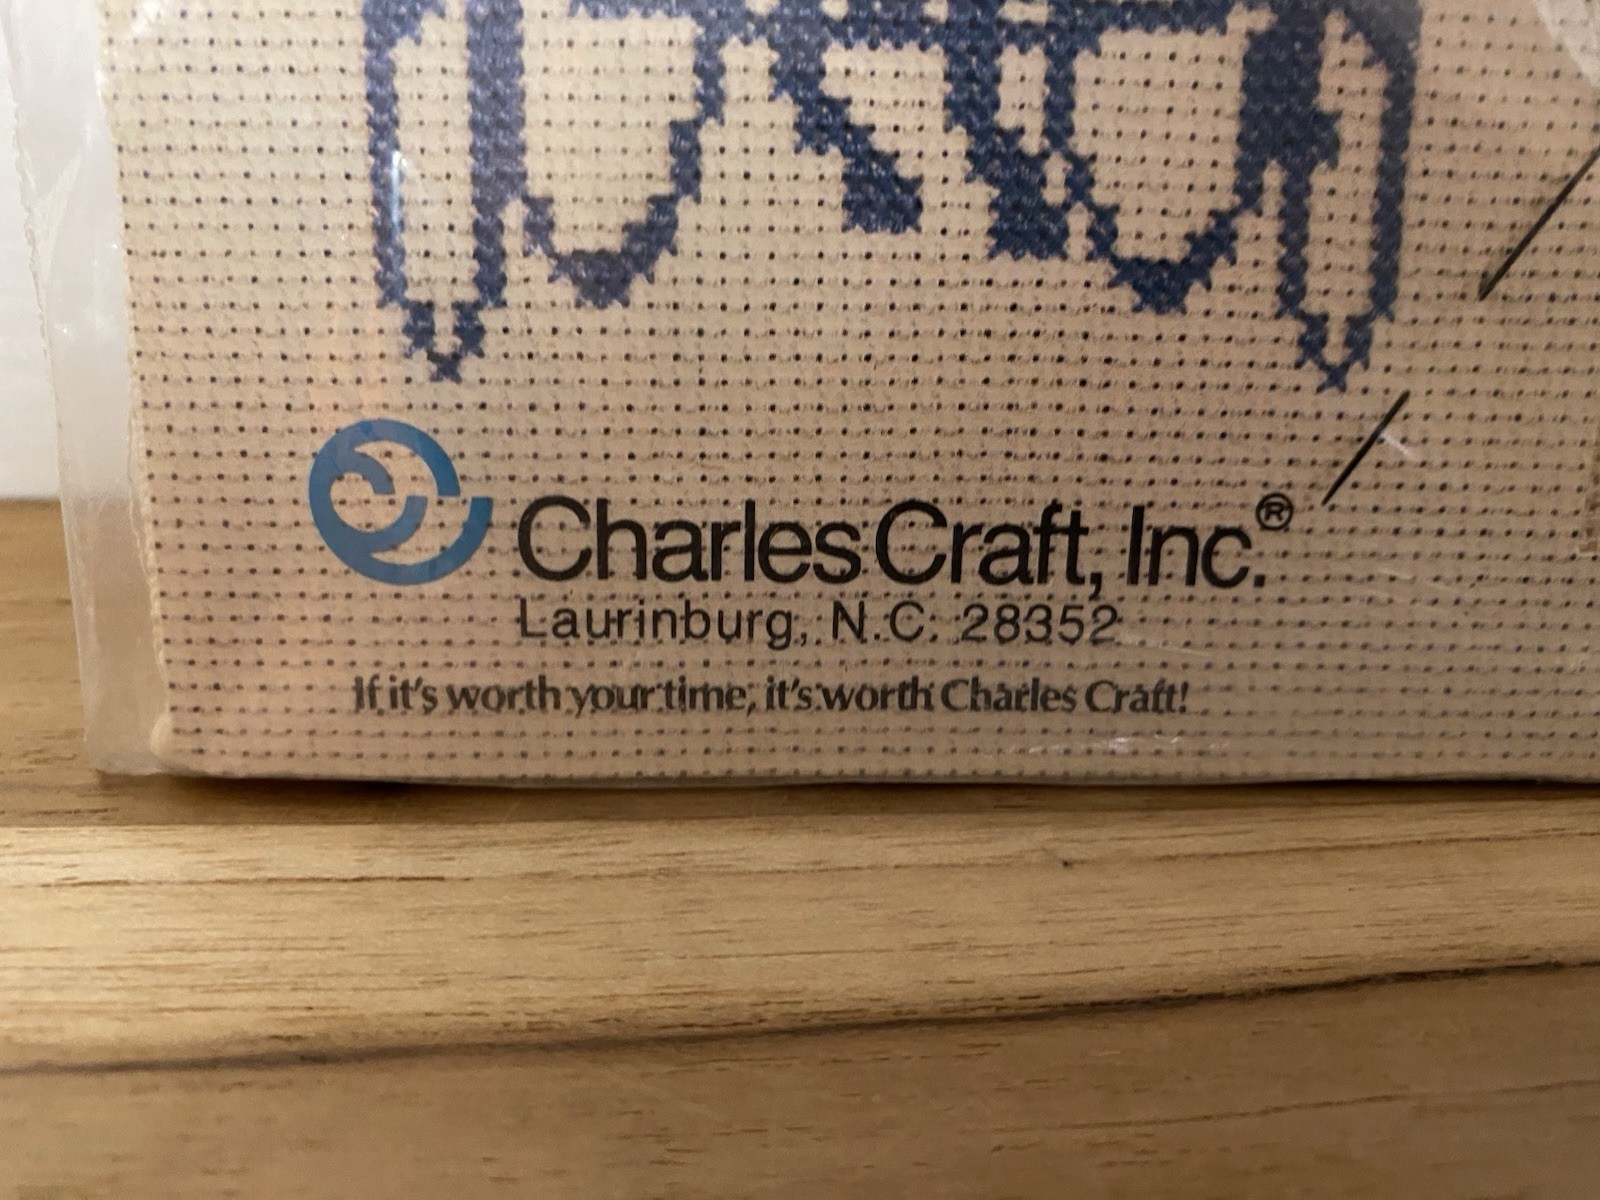 Charles Craft, Inc.®
Laurinburg, N.C. 28352
If it's worth your time, it's worth Charles Craft!